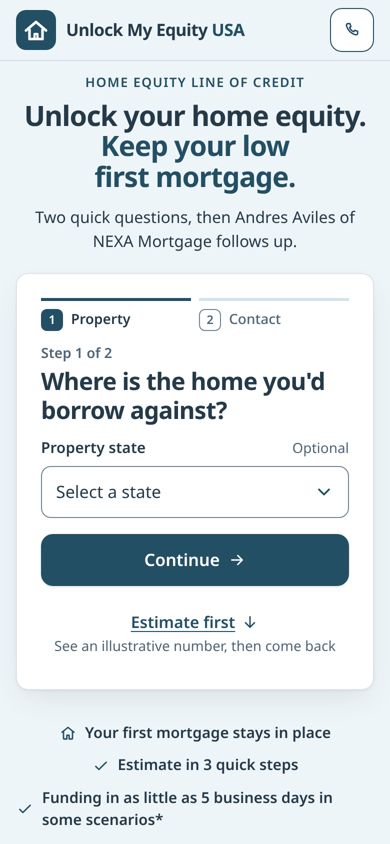 Unlock My Equity USA
HOME EQUITY LINE OF CREDIT
Unlock your home equity.
Keep your low
first mortgage.
Two quick questions, then Andres Aviles of
NEXA Mortgage follows up.
1 Property
2 Contact
Step 1 of 2
Where is the home you'd
borrow against?
Property state Optional
Select a state
Continue →
Estimate first ↓
See an illustrative number, then come back
Your first mortgage stays in place
Estimate in 3 quick steps
Funding in as little as 5 business days in
some scenarios*